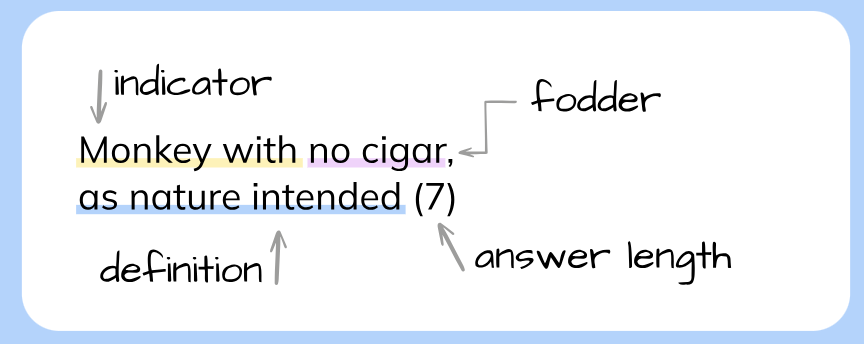 indicator
fodder
Monkey with no cigar,
as nature intended (7)
definition
answer length